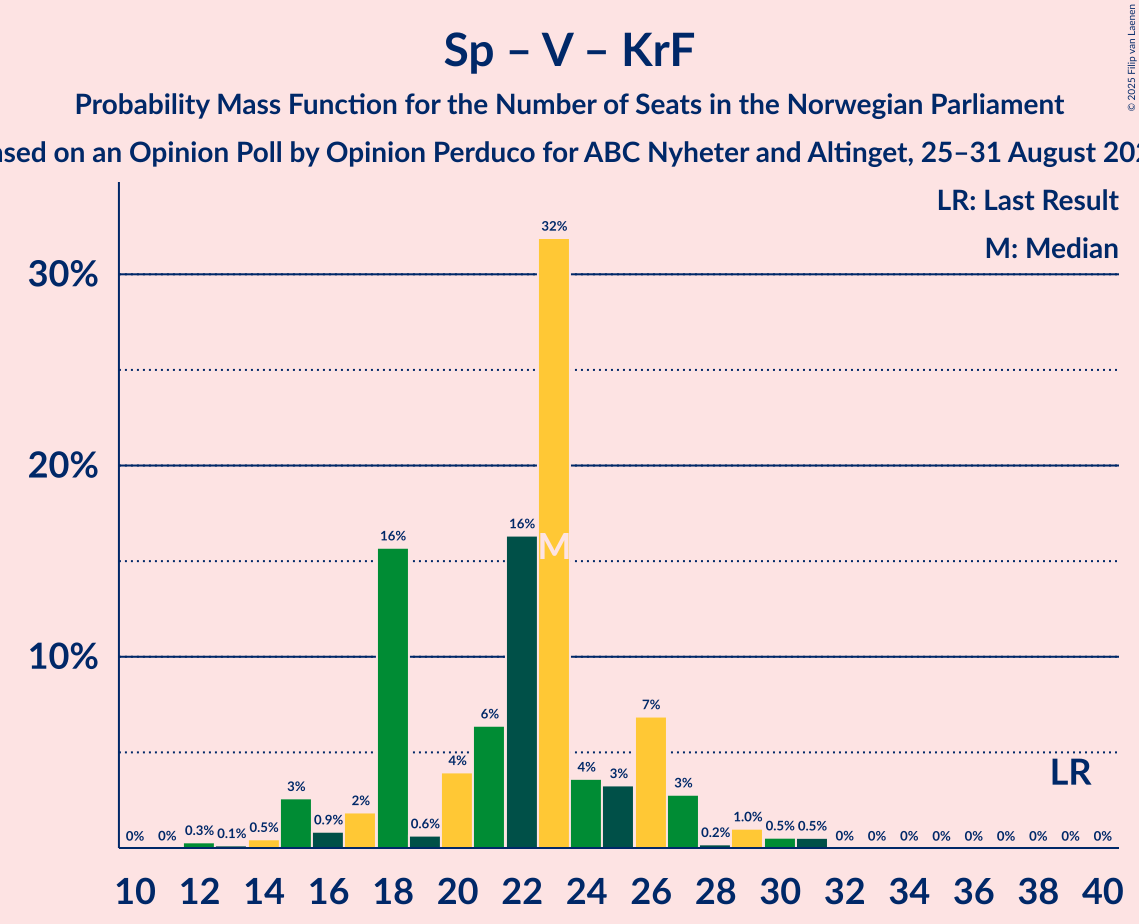 Sp – V – KrF
Probability Mass Function for the Number of Seats in the Norwegian Parliament
on an Opinion Poll by Opinion Perduco for ABC Nyheter and Altinget, 25–31 August
© 2025 Filip van Laenen
LR: Last Result
M: Median
30%
20%
10%
0% 0% 0.3% 0.1% 0.5% 3% 0.9% 2% 16% 0.6% 4% 6% 16% 32% 4% 3% 7% 3% 0.2% 1.0% 0.5% 0.5% 0% 0% 0% 0% 0% 0% 0% 0% 0%
M
LR
10 12 14 16 18 20 22 24 26 28 30 32 34 36 38 40